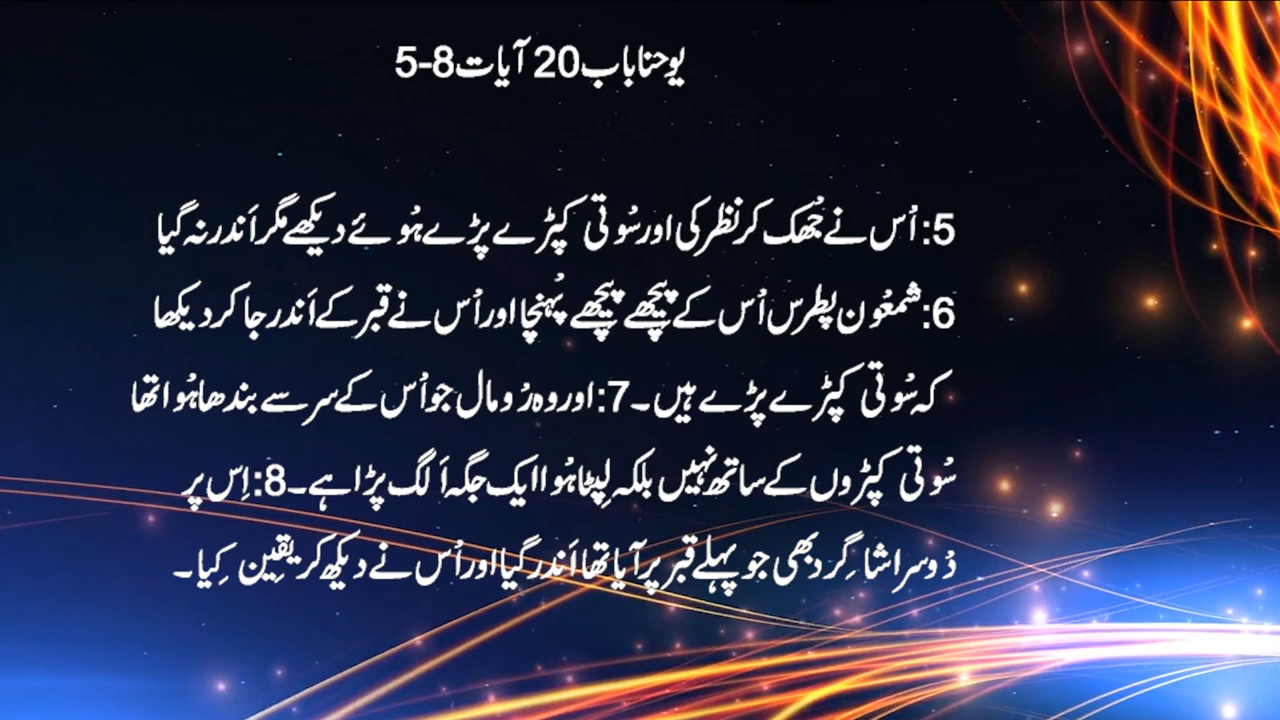 یوحنا باب 20 آیات 8-5
5: اُس نے جُھک کر نظر کی اور سُوتی کپڑے پڑے ہُوئے دیکھے مگر اَندر نہ گیا
6: شمعُون پطرس اُس کے پیچھے پیچھے پُہنچا اور اُس نے قبر کے اَندر جا کر دیکھا
کہ سُوتی کپڑے پڑے ہیں۔ 7: اور وہ رُومال جو اُس کے سر سے بندھا ہُوا تھا
سُوتی کپڑوں کے ساتھ نہیں بلکہ لِپٹا ہُوا ایک جگہ اَلگ پڑا ہے۔ 8: اِس پر
دُوسرا شاگِرد بھی جو پہلے قبر پر آیا تھا اَندر گیا اور اُس نے دیکھ کر یقِین کِیا۔